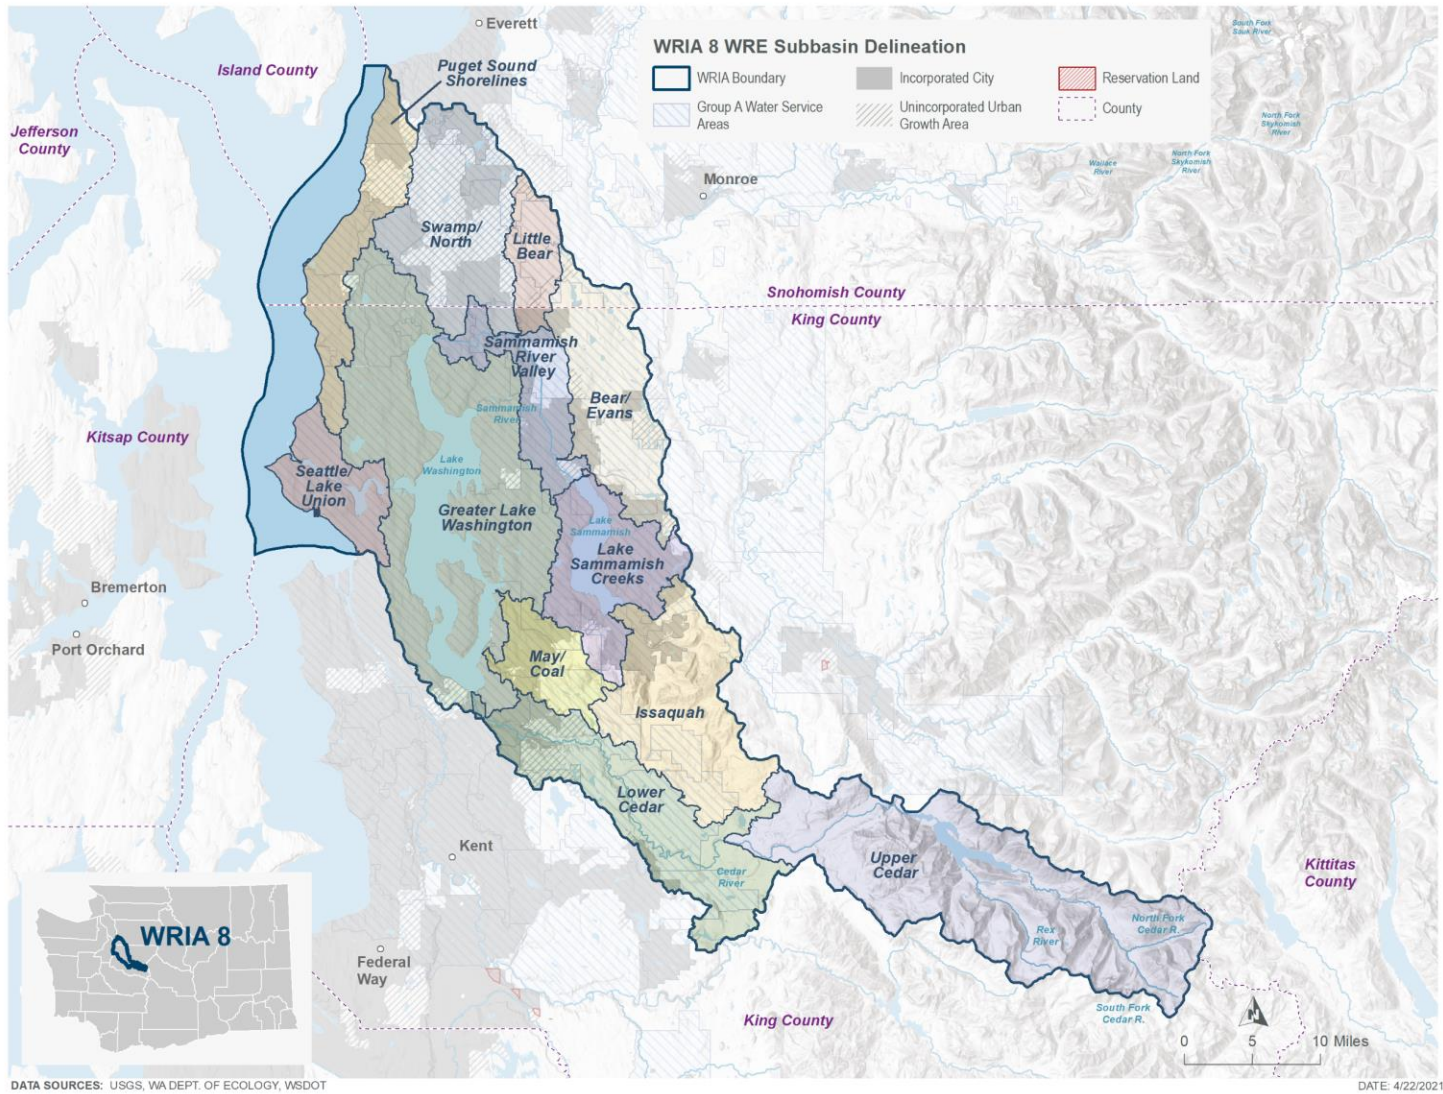 Everett
South Fork
Sauk River
WRIA 8 WRE Subbasin Delineation
WRIA Boundary
Incorporated City
Reservation Land
Group A Water Service
Areas
Unincorporated Urban
Growth Area
County
Island County
Puget Sound
Shorelines
Jefferson
County
North Fork
Skykomish
River
North Fork
Skykomish
River
Wallace
River
Monroe
Swamp/
North
Little
Bear
Snohomish County
King County
Sammamish
River
Valley
Bear/
Evans
Sammamish
River
Kitsap County
Lake
Washington
Seattle/
Lake
Union
Greater Lake
Washington
Lake
Sammamish
Lake
Sammamish
Creeks
Bremerton
Port Orchard
May/
Coal
Issaquah
Lower
Cedar
Kent
Cedar
River
Upper
Cedar
Kittitas
County
Rex
River
North Fork
Cedar R.
WRIA 8
Federal
Way
South Fork
Cedar R.
King County
N
0 5 10 Miles
DATA SOURCES: USGS, WA DEPT. OF ECOLOGY, WSDOT
DATE: 4/22/2021